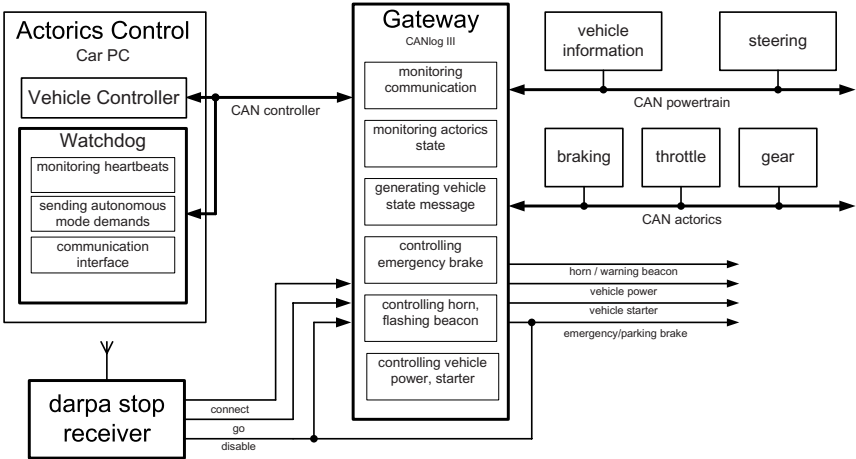 Actorics Control
Car PC
Vehicle Controller
Watchdog
monitoring heartbeats
sending autonomous
mode demands
communication
interface
CAN controller
Gateway
CANlog III
monitoring
communication
monitoring actorics
state
generating vehicle
state message
controlling
emergency brake
controlling horn,
flashing beacon
controlling vehicle
power, starter
vehicle
information
steering
CAN powertrain
braking
throttle
gear
CAN actorics
horn / warning beacon
vehicle power
vehicle starter
emergency/parking brake
darpa stop
receiver
connect
go
disable